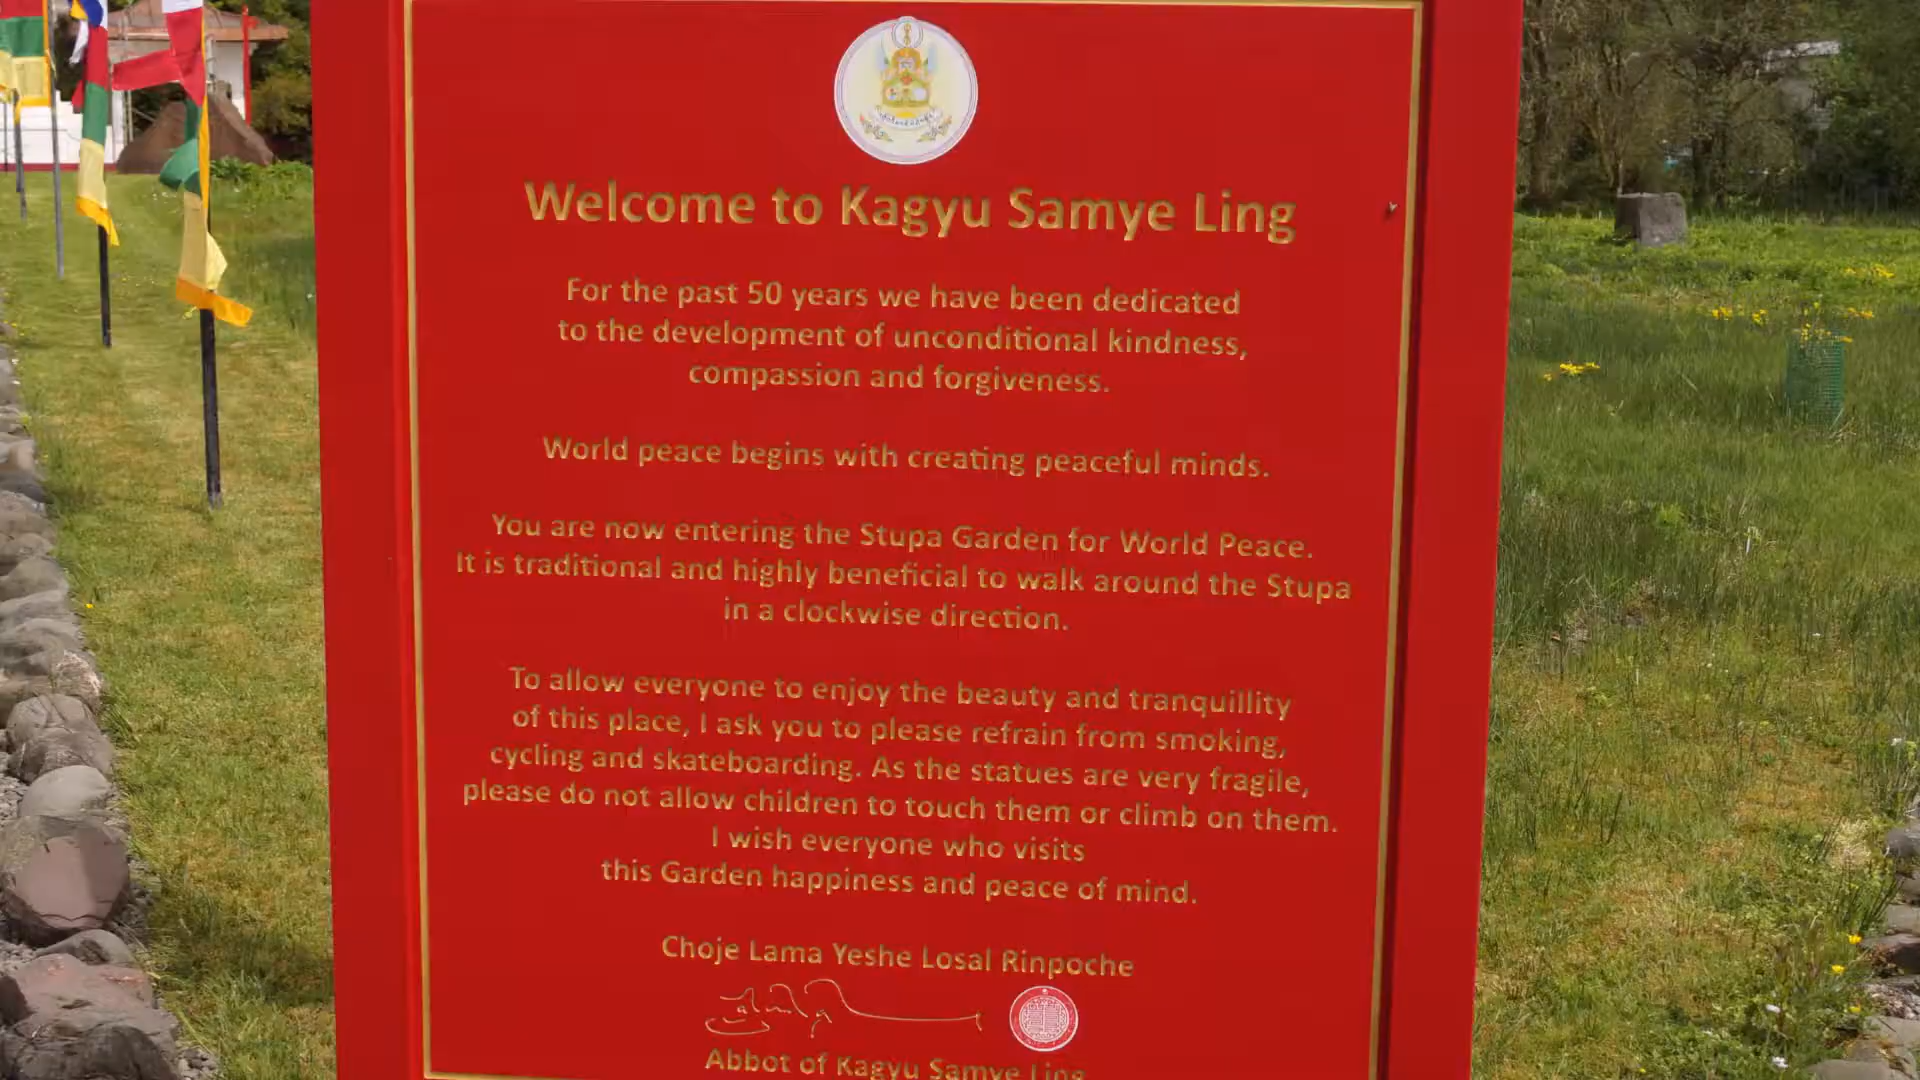 Welcome to Kagyu Samye Ling
For the past 50 years we have been dedicated
to the development of unconditional kindness,
compassion and forgiveness.
World peace begins with creating peaceful minds.
You are now entering the Stupa Garden for World Peace.
It is traditional and highly beneficial to walk around the Stupa
in a clockwise direction.
To allow everyone to enjoy the beauty and tranquillity
of this place, I ask you to please refrain from smoking,
cycling and skateboarding. As the statues are very fragile,
please do not allow children to touch them or climb on them.
I wish everyone who visits
this Garden happiness and peace of mind.
Choje Lama Yeshe Losal Rinpoche
Abbot of Kagyu Samye Ling